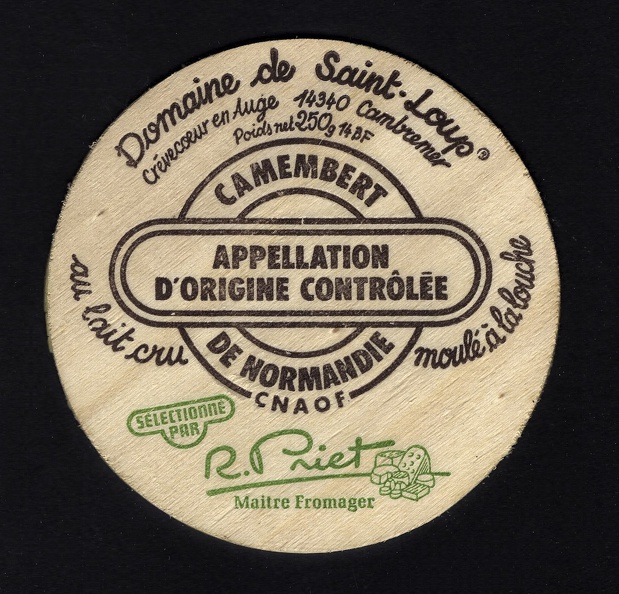 Domaine de Saint-Loup®
Crévecoeur en Auge 14340 Cambremer
Poids net 250g 14 BF
CAMEMBERT
APPELLATION
D'ORIGINE CONTRÔLÉE
DE NORMANDIE
CNAOF
au lait cru
moulé à la louche
SÉLECTIONNÉ
PAR
R. Priet
Maitre Fromager